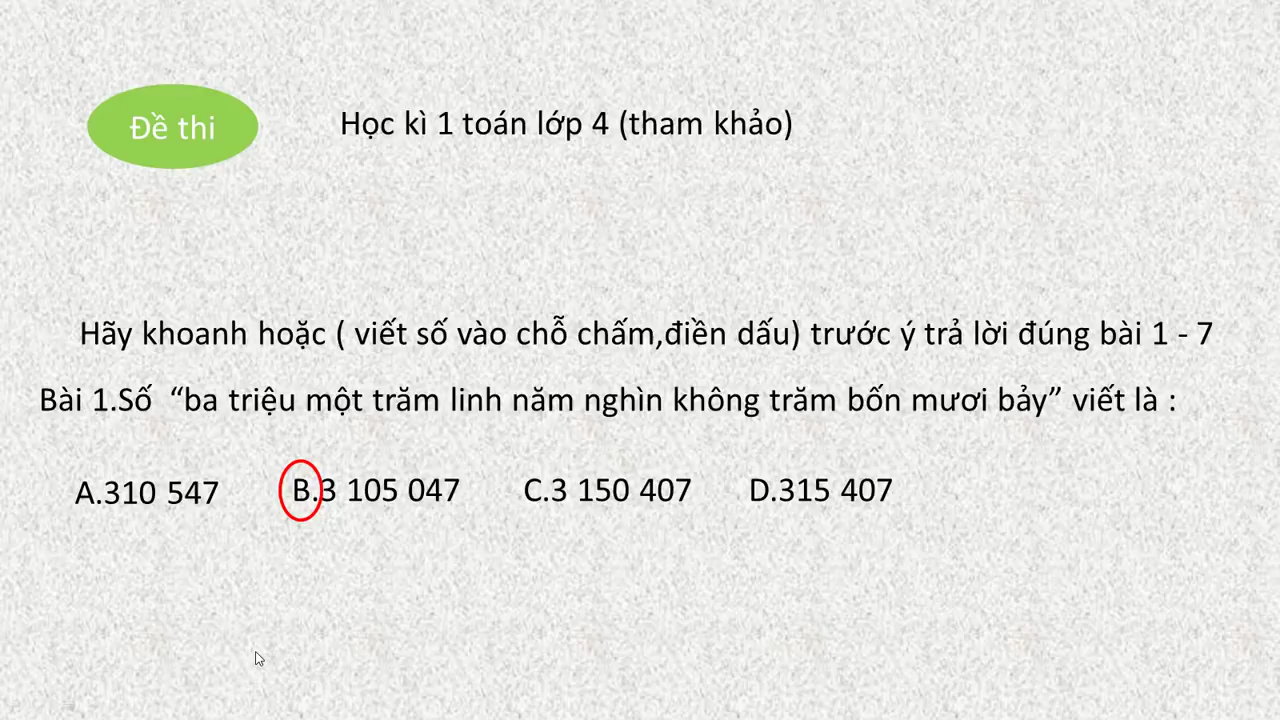 Đề thi
Học kì 1 toán lớp 4 (tham khảo)
Hãy khoanh hoặc ( viết số vào chỗ chấm,điền dấu) trước ý trả lời đúng bài 1 - 7
Bài 1.Số “ba triệu một trăm linh năm nghìn không trăm bốn mươi bảy” viết là :
A.310 547 B.3 105 047 C.3 150 407 D.315 407